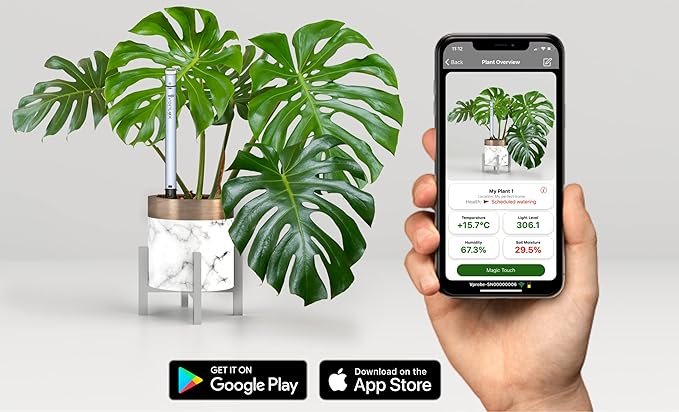 11:12
Back
Plant Overview
My Plant 1
Location: My perfect home
Health: Scheduled watering
Temperature
+15.7°C
Light Level
306.1
Humidity
67.3%
Soil Moisture
29.5%
Magic Touch
Vprobe-SN00000006
GET IT ON
Google Play
Download on the
App Store